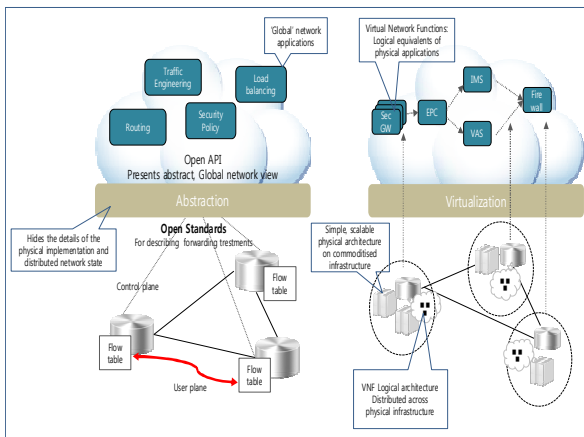 'Global' network
applications
Traffic
Engineering
Load
balancing
Routing
Security
Policy
Open API
Presents abstract, Global network view
Abstraction
Hides the details of the
physical implementation and
distributed network state
Open Standards
For describing forwarding trestments
Control plane
Flow
table
Flow
table
Flow
table
User plane
Virtual Network Functions:
Logical equivalents of
physical applications
IMS
Sec
GW
EPC
VAS
Fire
wall
Virtualization
Simple, scalable
physical architecture
on commoditised
infrastructure
VNF Logical architecture
Distributed across
physical infrastructure